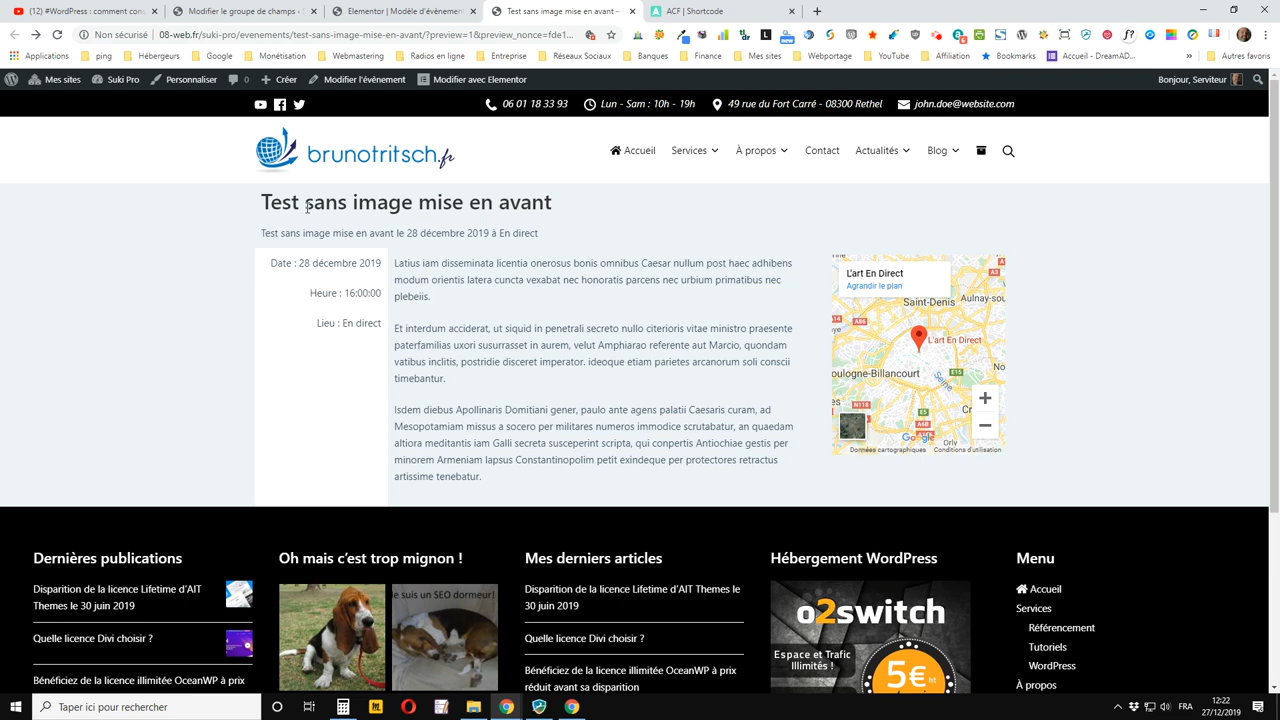 (12) #WordPress : comment cons
Modifier le groupe de champs ‹ S
Elementor | Modèle d'évènement
Test sans image mise en avant –
ACF | Shortcode
Non sécurisé | 08-web.fr/suki-pro/evenements/test-sans-image-mise-en-avant/?preview=1&preview_nonce=fde1...
Applications ping Hébergeurs Google Monétisation Webmastering Radios en ligne Entreprise Réseaux Sociaux Banques Finance Mes sites Webportage YouTube Affiliation Bookmarks Accueil - DreamAD... » Autres favoris
Mes sites Suki Pro Personnaliser 0 Créer Modifier l'évènement Modifier avec Elementor Bonjour, Serviteur
06 01 18 33 93 Lun - Sam : 10h - 19h 49 rue du Fort Carré - 08300 Rethel john.doe@website.com
brunotritsch.fr
Accueil Services À propos Contact Actualités Blog
Test sans image mise en avant
Test sans image mise en avant le 28 décembre 2019 à En direct
Date : 28 décembre 2019
Heure : 16:00:00
Lieu : En direct
Latius iam disseminata licentia onerosus bonis omnibus Caesar nullum post haec adhibens
modum orientis latera cuncta vexabat nec honoratis parcens nec urbium primatibus nec
plebeiis.
Et interdum acciderat, ut siquid in penetrali secreto nullo citerioris vitae ministro praesente
paterfamilias uxori susurrasset in aurem, velut Amphiarao referente aut Marcio, quondam
vatibus inclitis, postridie disceret imperator. ideoque etiam parietes arcanorum soli conscii
timebantur.
Isdem diebus Apollinaris Domitiani gener, paulo ante agens palatii Caesaris curam, ad
Mesopotamiam missus a socero per militares numeros immodice scrutabatur, an quaedam
altiora meditantis iam Galli secreta susceperint scripta, qui conpertis Antiochiae gestis per
minorem Armeniam lapsus Constantinopolim petit exindeque per protectores retractus
artissime tenebatur.
L'art En Direct
Agrandir le plan
Saint-Denis
Aulnay-sou
A86
A3
L'art En Direct
oulogne-Billancourt
E15
Seine
No
N118
E5
A6B
Orly
Google
Données cartographiques Conditions d'utilisation
Dernières publications
Disparition de la licence Lifetime d'AIT
Themes le 30 juin 2019
Quelle licence Divi choisir ?
Bénéficiez de la licence illimitée OceanWP à prix
Oh mais c'est trop mignon !
Je suis un SEO dormeur!
Mes derniers articles
Disparition de la licence Lifetime d'AIT Themes le
30 juin 2019
Quelle licence Divi choisir ?
Bénéficiez de la licence illimitée OceanWP à prix
réduit avant sa disparition
Hébergement WordPress
o2switch
Espace et Trafic
Illimités !
5€ ht
Menu
Accueil
Services
Référencement
Tutoriels
WordPress
À propos
Taper ici pour rechercher
FRA
12:22
27/12/2019